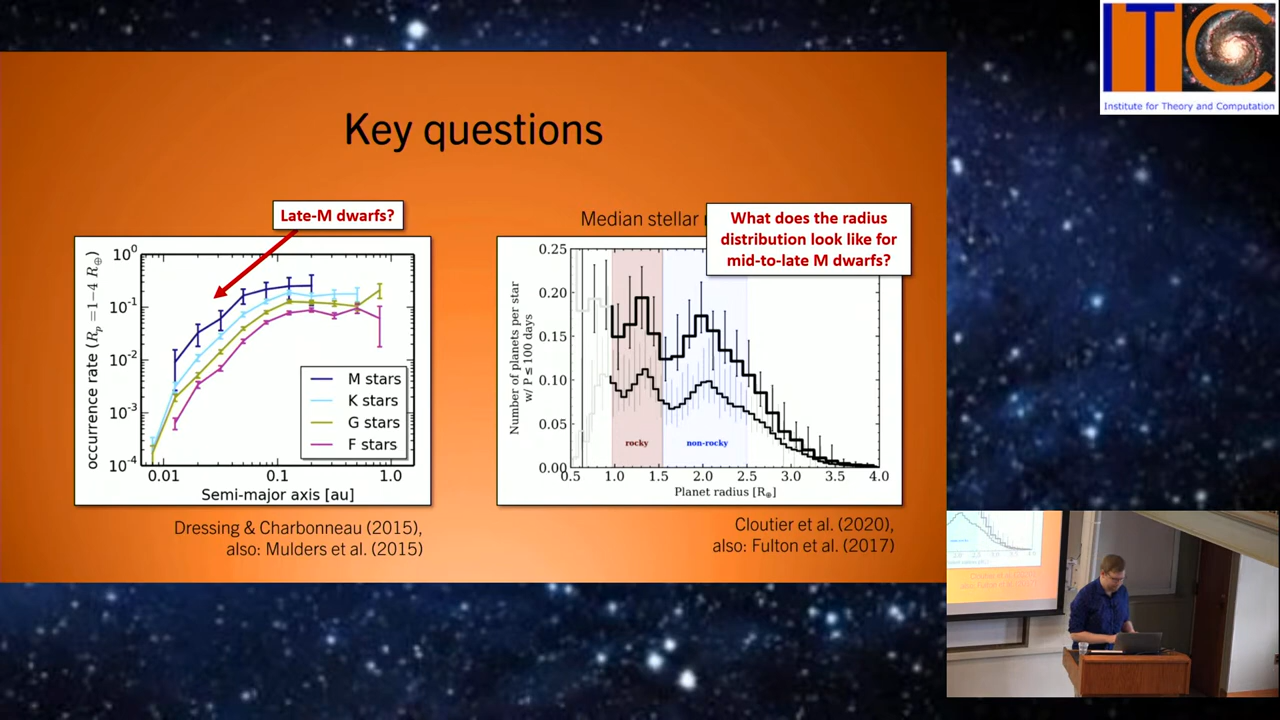 ITC
Institute for Theory and Computation
Key questions
Late-M dwarfs?
occurrence rate (R_p = 1−4 R_⊕)
10^0
10^-1
10^-2
10^-3
10^-4
M stars
K stars
G stars
F stars
0.01
0.1
1.0
Semi-major axis [au]
Dressing & Charbonneau (2015),
also: Mulders et al. (2015)
Median stellar
What does the radius
distribution look like for
mid-to-late M dwarfs?
Number of planets per star
w/ P ≤ 100 days
0.25
0.20
0.15
0.10
0.05
0.00
rocky
non-rocky
0.5
1.0
1.5
2.0
2.5
3.0
3.5
4.0
Planet radius [R_⊕]
Cloutier et al. (2020),
also: Fulton et al. (2017)